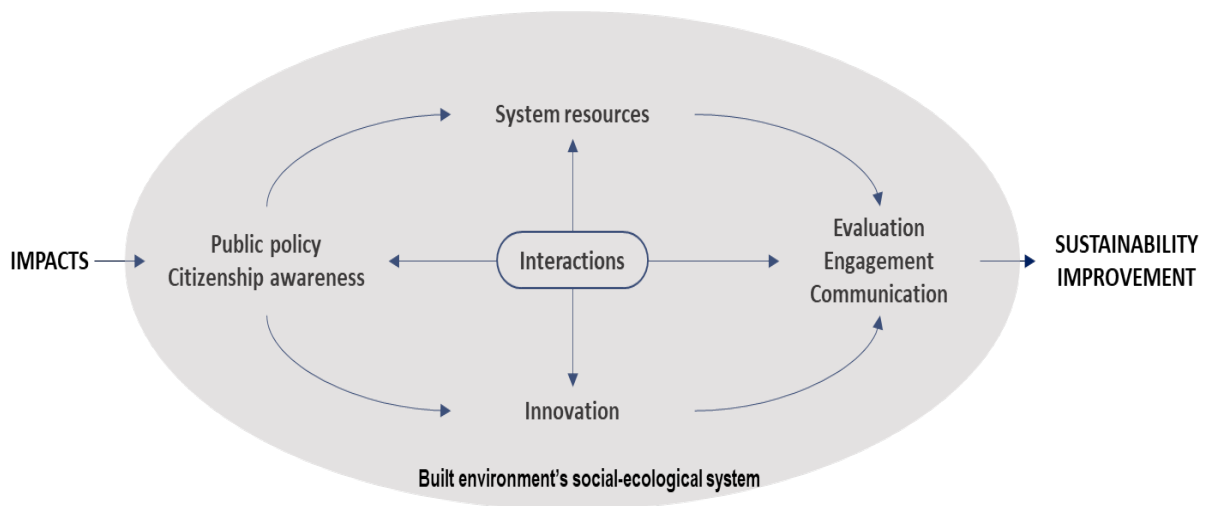 System resources
IMPACTS
Public policy
Citizenship awareness
Interactions
Evaluation
Engagement
Communication
SUSTAINABILITY
IMPROVEMENT
Innovation
Built environment's social-ecological system